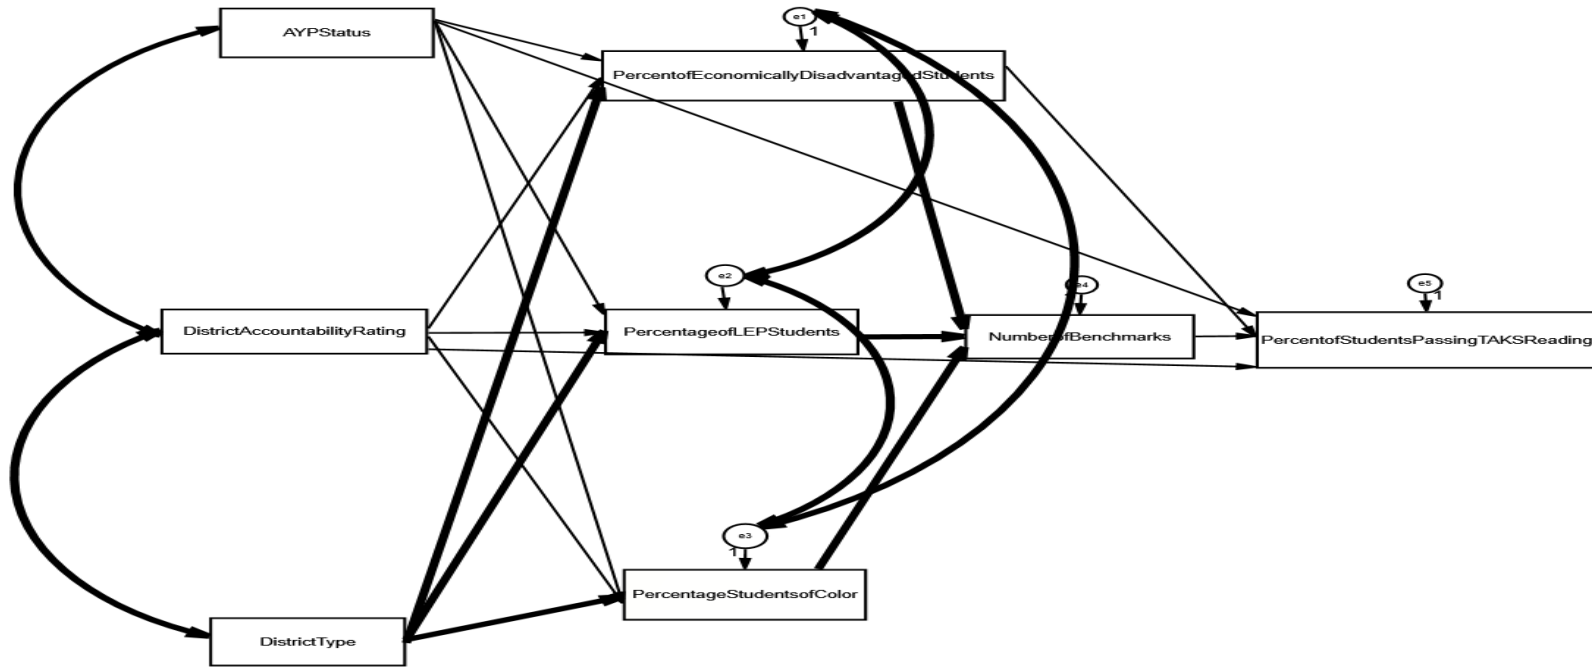 AYPStatus
e1
1
PercentofEconomicallyDisadvantagedStudents
e2
e4
e5
1
DistrictAccountabilityRating
PercentageofLEPStudents
NumberofBenchmarks
PercentofStudentsPassingTAKSReading
e3
1
PercentageStudentsofColor
DistrictType